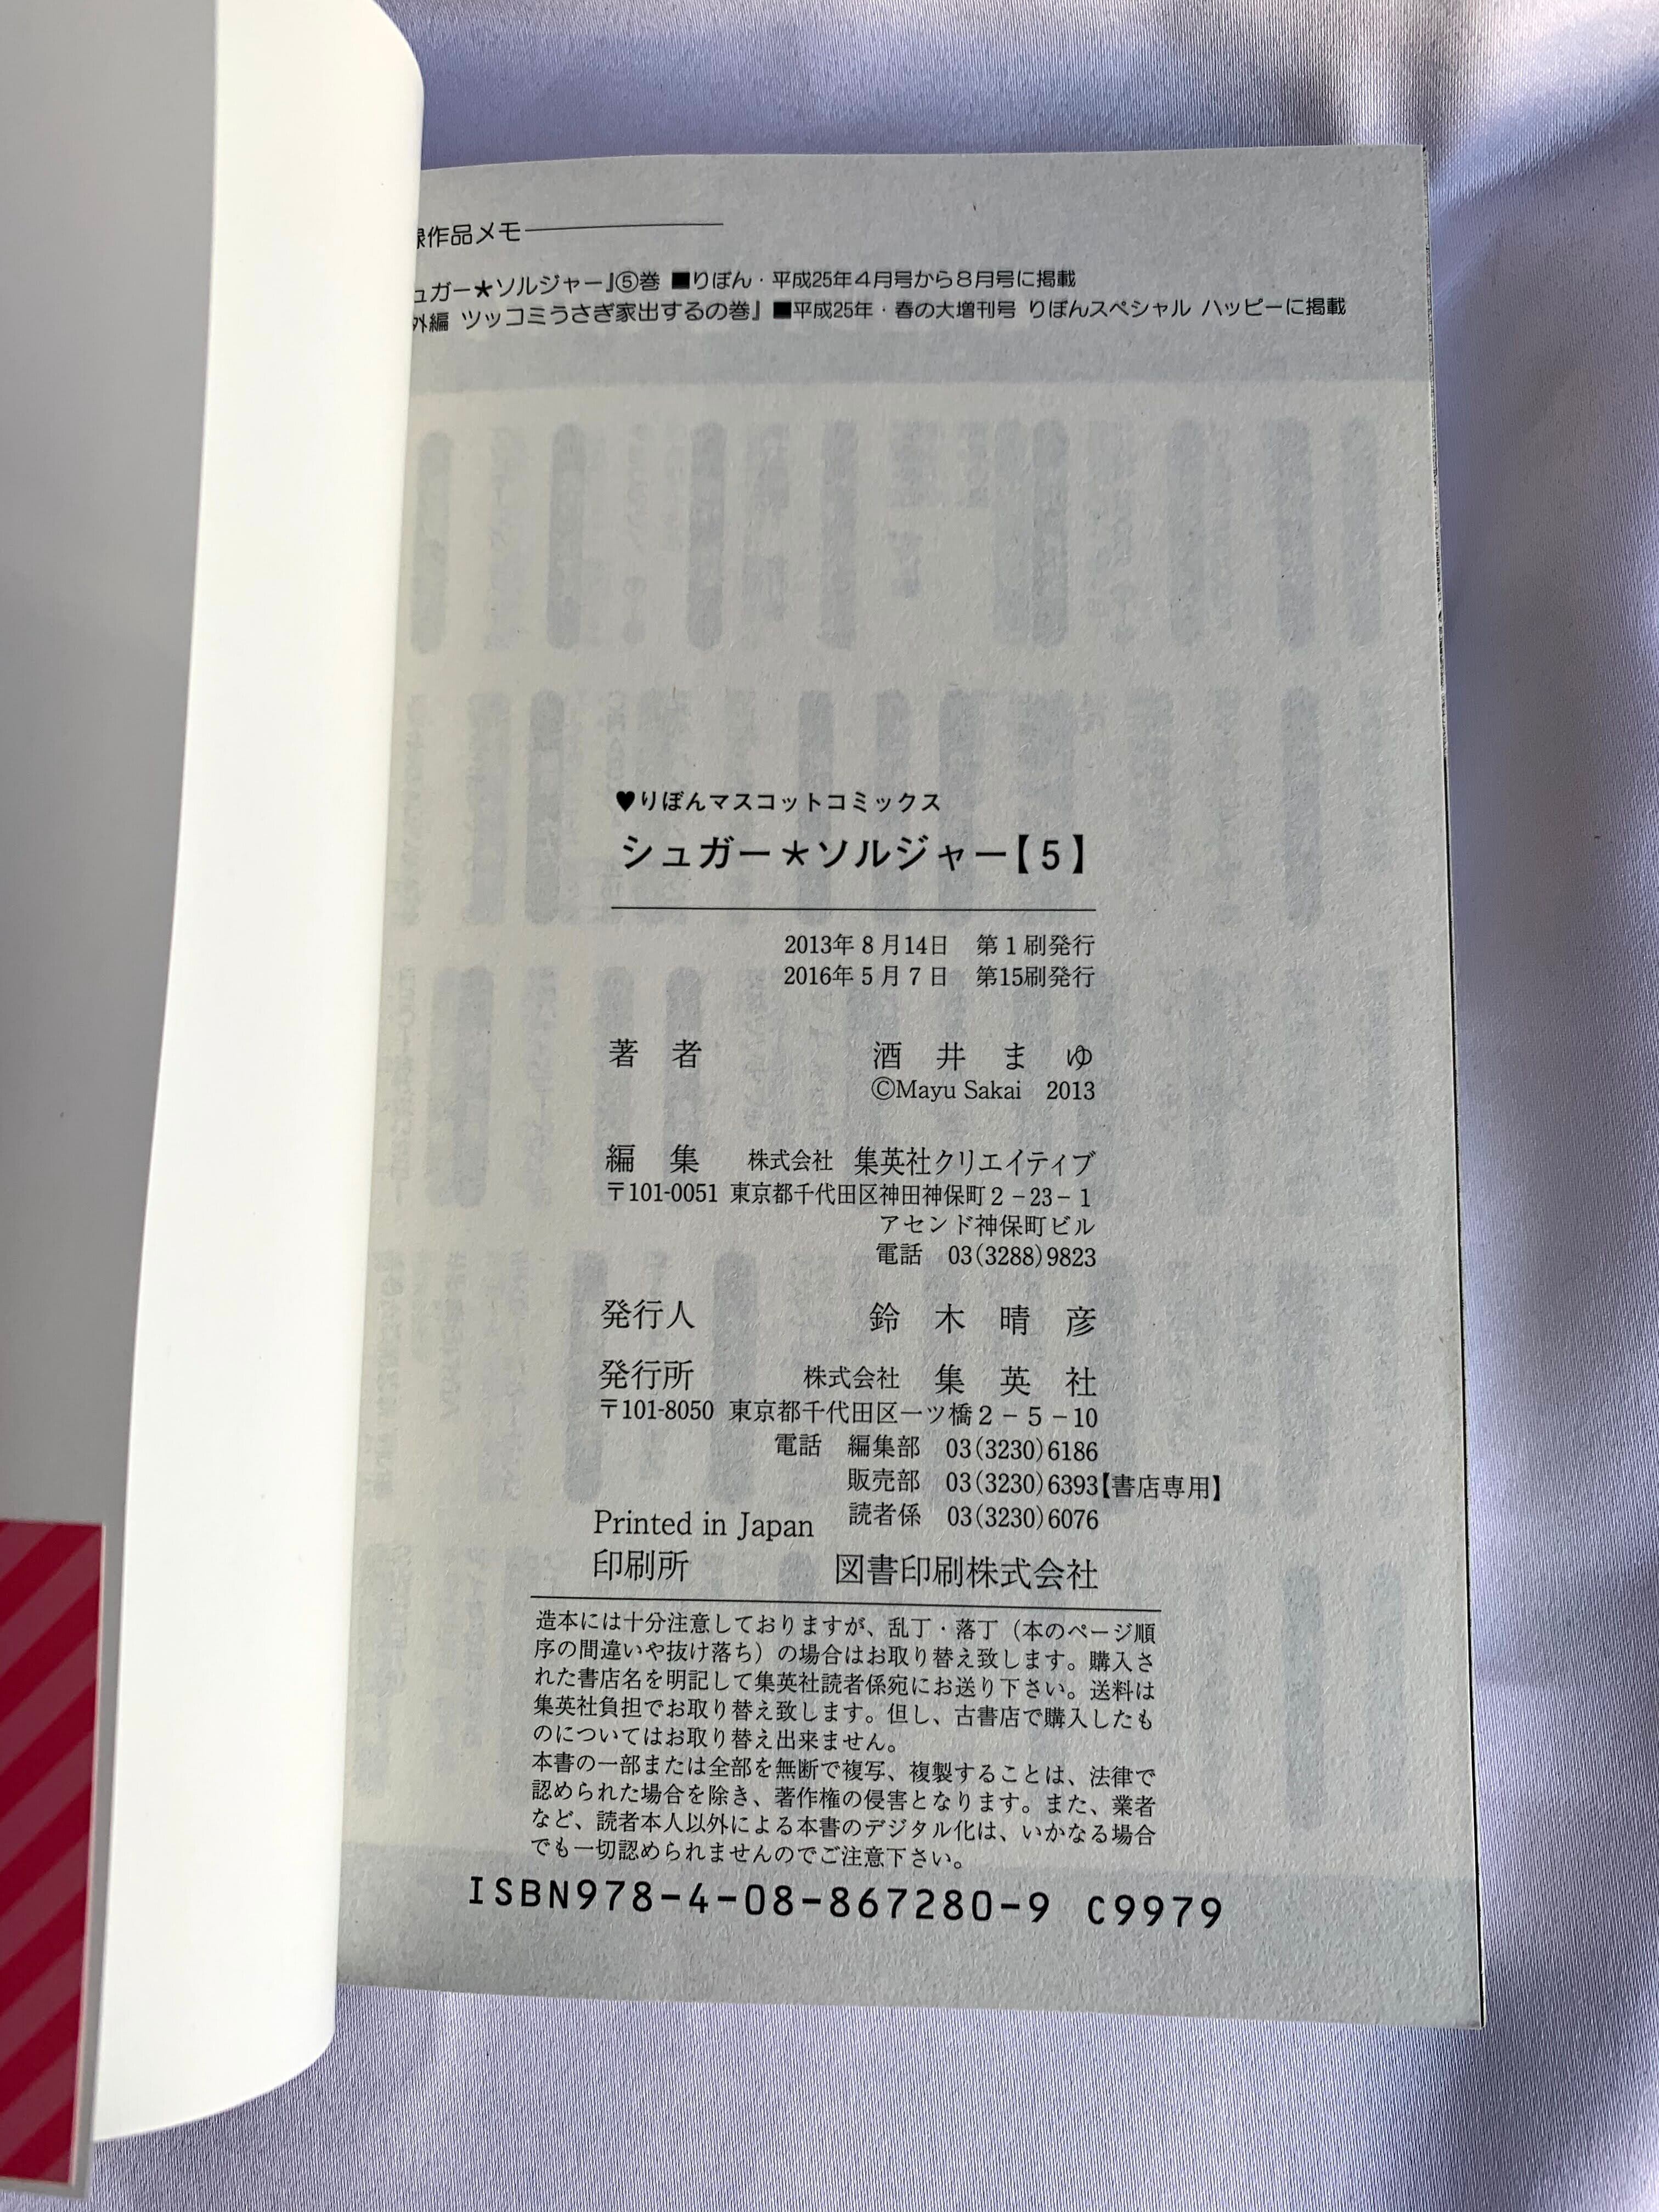 作品メモ
ュガー＊ソルジャー』⑤巻 ■りぼん・平成25年４月号から８月号に掲載
外編 ツッコミうさぎ家出するの巻』 ■平成25年・春の大増刊号 りぼんスペシャル ハッピーに掲載
♥りぼんマスコットコミックス
シュガー＊ソルジャー【５】
2013年８月14日 第１刷発行
2016年５月７日 第15刷発行
著 者 酒 井 ま ゆ
©Mayu Sakai 2013
編 集 株式会社 集英社クリエイティブ
〒101-0051 東京都千代田区神田神保町２－23－１
アセンド神保町ビル
電話 03(3288)9823
発行人 鈴 木 晴 彦
発行所 株式会社 集 英 社
〒101-8050 東京都千代田区一ツ橋２－５－10
電話 編集部 03(3230)6186
販売部 03(3230)6393【書店専用】
読者係 03(3230)6076
Printed in Japan
印刷所 図書印刷株式会社
造本には十分注意しておりますが、乱丁・落丁（本のページ順
序の間違いや抜け落ち）の場合はお取り替え致します。購入さ
れた書店名を明記して集英社読者係宛にお送り下さい。送料は
集英社負担でお取り替え致します。但し、古書店で購入したも
のについてはお取り替え出来ません。
本書の一部または全部を無断で複写、複製することは、法律で
認められた場合を除き、著作権の侵害となります。また、業者
など、読者本人以外による本書のデジタル化は、いかなる場合
でも一切認められませんのでご注意下さい。
ISBN978-4-08-867280-9 C9979